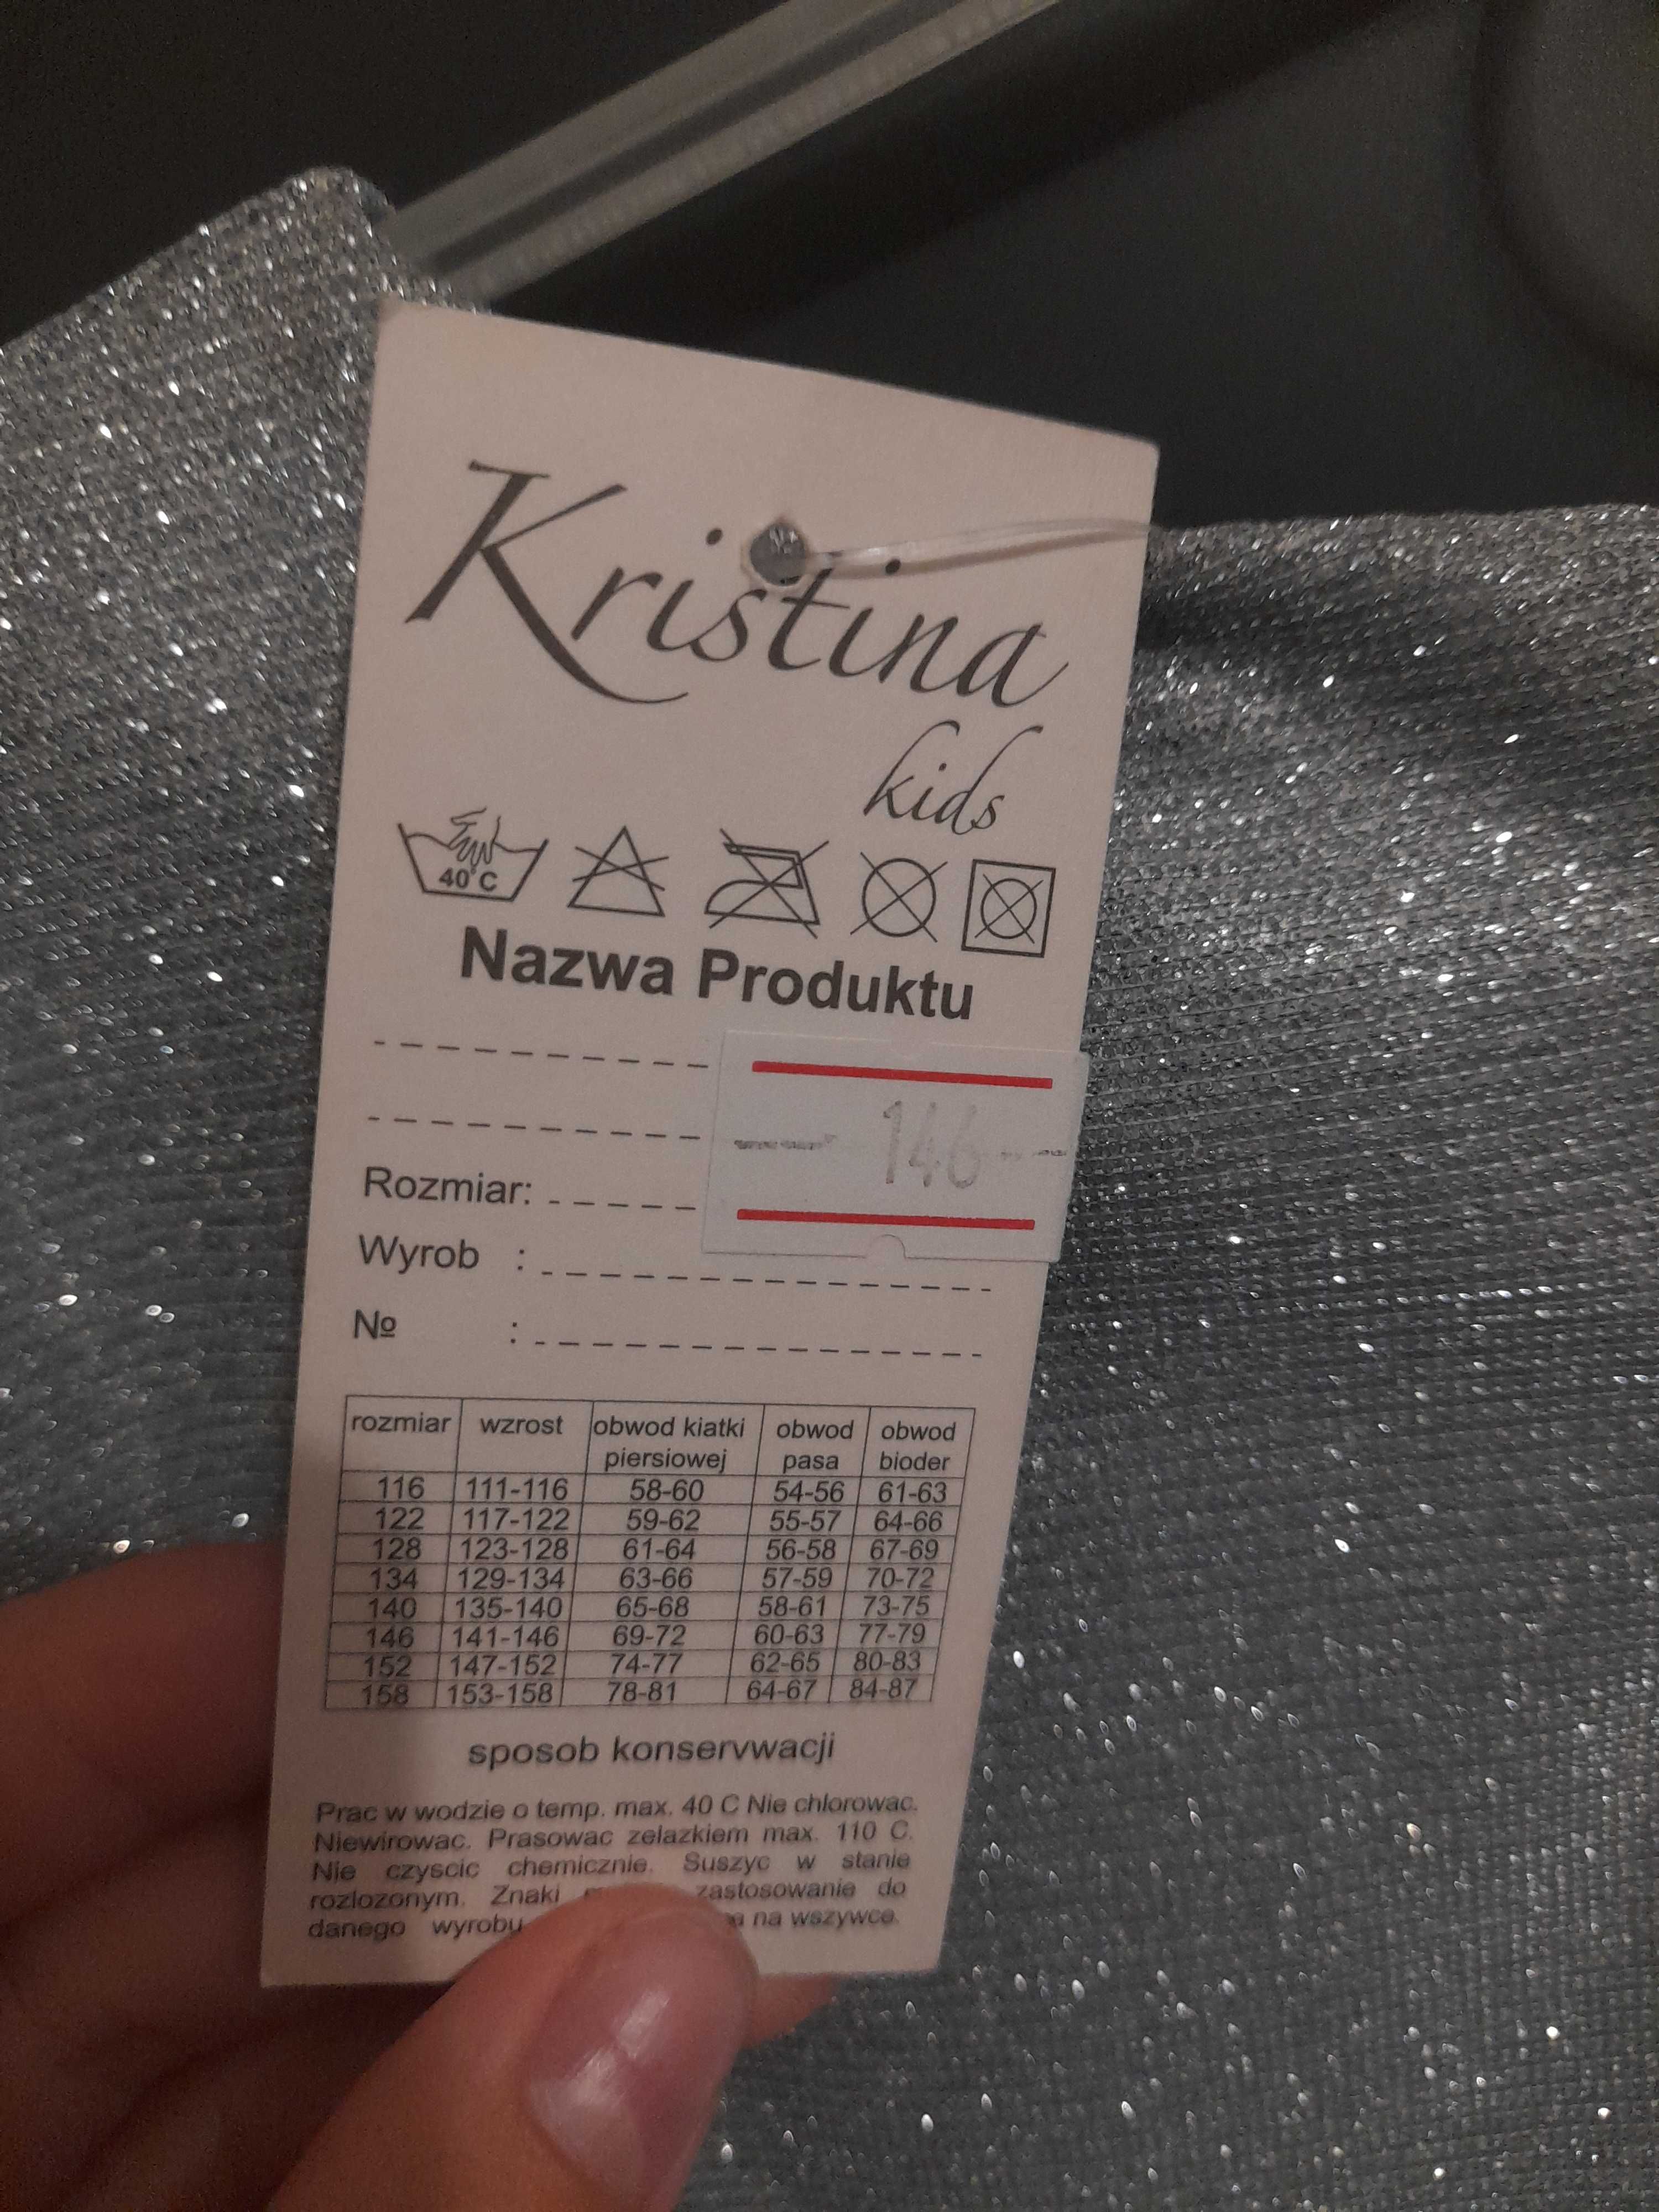 Kristina
kids
40°C
Nazwa Produktu
146
Rozmiar:
Wyrob :
№ :
rozmiar wzrost obwod kiatki piersiowej obwod pasa obwod bioder
116 111-116 58-60 54-56 61-63
122 117-122 59-62 55-57 64-66
128 123-128 61-64 56-58 67-69
134 129-134 63-66 57-59 70-72
140 135-140 65-68 58-61 73-75
146 141-146 69-72 60-63 77-79
152 147-152 74-77 62-65 80-83
158 153-158 78-81 64-67 84-87
sposob konservwacji
Prac w wodzie o temp. max. 40 C Nie chlorowac.
Niewirowac. Prasowac zelazkiem max. 110 C.
Nie czyscic chemicznie. Suszyc w stanie
rozlozonym. Znaki zastosowanie do
danego wyrobu na wszywce.